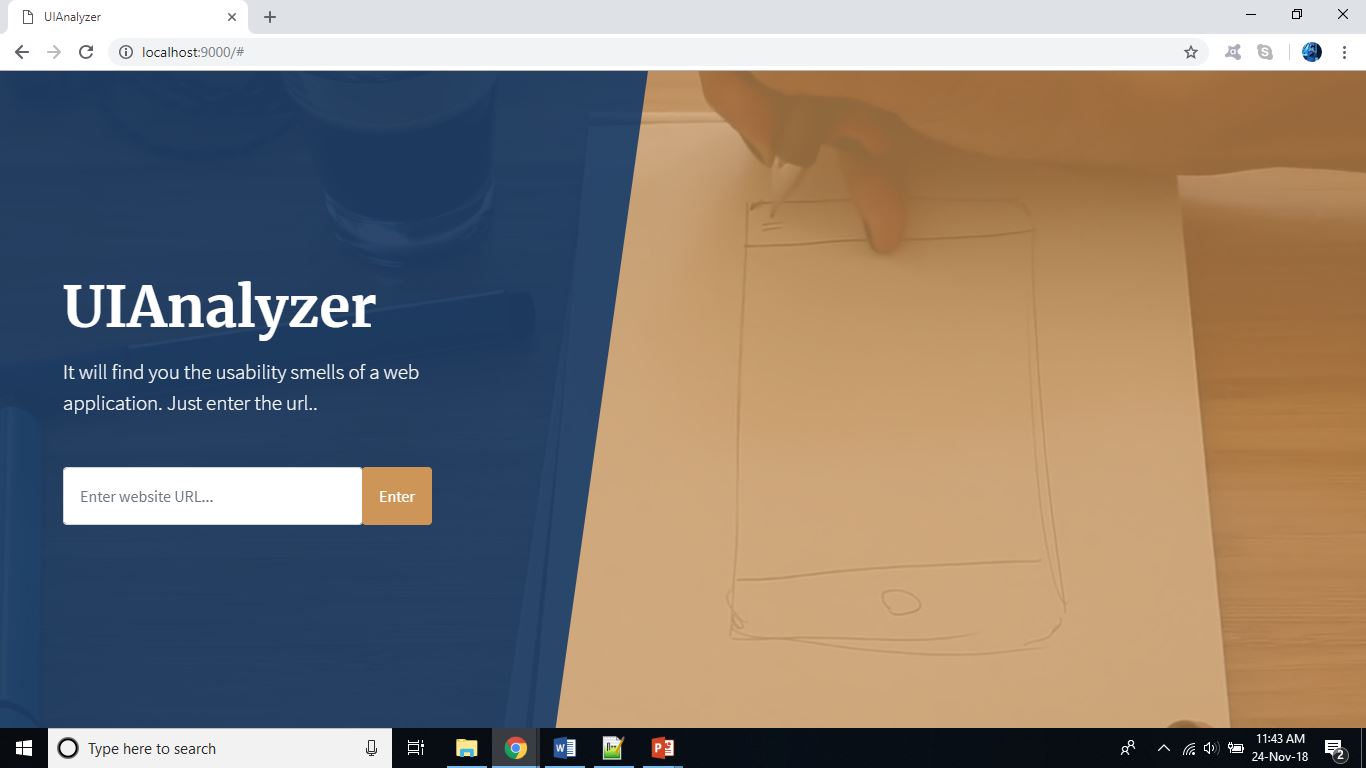 UIAnalyzer
localhost:9000/#
UIAnalyzer
It will find you the usability smells of a web
application. Just enter the url..
Enter website URL...
Enter
Type here to search
11:43 AM
24-Nov-18
2